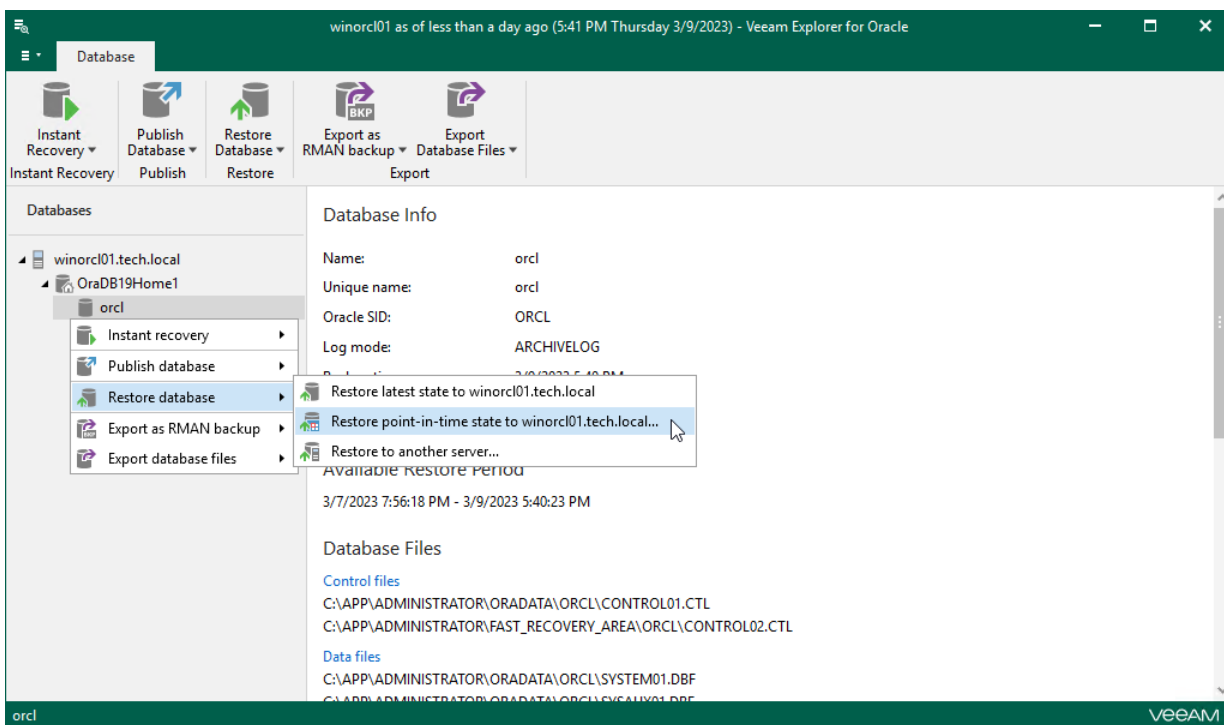 winorcl01 as of less than a day ago (5:41 PM Thursday 3/9/2023) - Veeam Explorer for Oracle
Database
Instant Recovery
Publish Database
Restore Database
BKP
Export as RMAN backup
Export Database Files
Instant Recovery
Publish
Restore
Export
Databases
winorcl01.tech.local
OraDB19Home1
orcl
Instant recovery
Publish database
Restore database
Export as RMAN backup
Export database files
Restore latest state to winorcl01.tech.local
Restore point-in-time state to winorcl01.tech.local...
Restore to another server...
Database Info
Name: orcl
Unique name: orcl
Oracle SID: ORCL
Log mode: ARCHIVELOG
Available Restore Period
3/7/2023 7:56:18 PM - 3/9/2023 5:40:23 PM
Database Files
Control files
C:\APP\ADMINISTRATOR\ORADATA\ORCL\CONTROL01.CTL
C:\APP\ADMINISTRATOR\FAST_RECOVERY_AREA\ORCL\CONTROL02.CTL
Data files
C:\APP\ADMINISTRATOR\ORADATA\ORCL\SYSTEM01.DBF
C:\APP\ADMINISTRATOR\ORADATA\ORCL\SYSAUX01.DBF
orcl
VEEAM